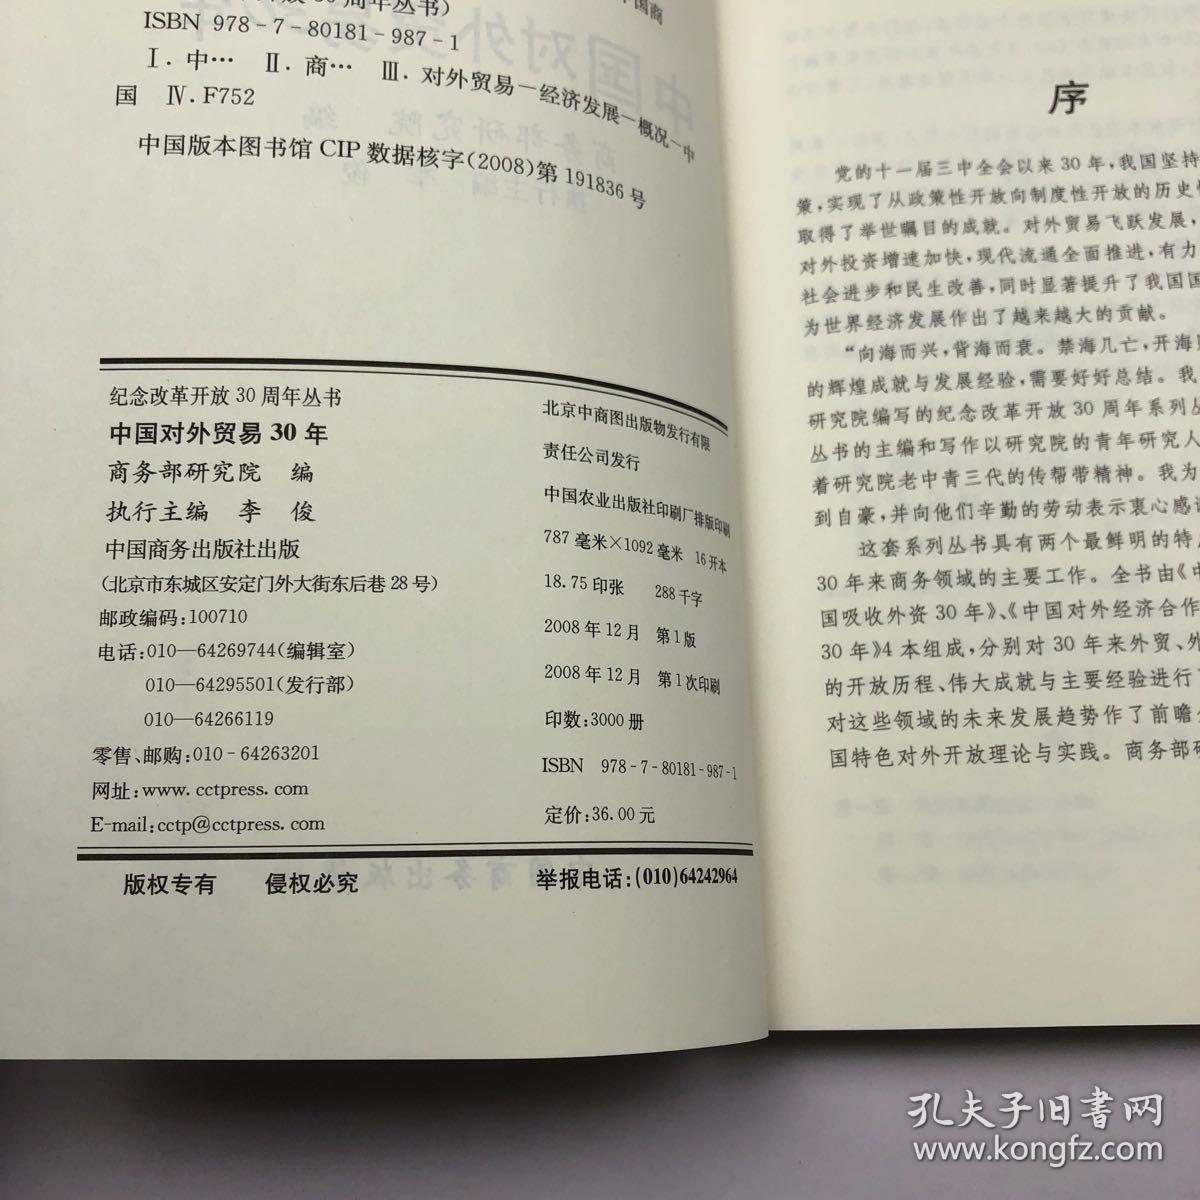 周年丛书)
ISBN 978-7-80181-987-1
Ⅰ.中… Ⅱ.商… Ⅲ.对外贸易-经济发展-概况-中
国 Ⅳ.F752
中国版本图书馆 CIP 数据核字(2008)第 191836 号
纪念改革开放 30 周年丛书
中国对外贸易 30 年
商务部研究院 编
执行主编 李 俊
中国商务出版社出版
(北京市东城区安定门外大街东后巷 28 号)
邮政编码:100710
电话:010—64269744(编辑室)
010—64295501(发行部)
010—64266119
零售、邮购:010-64263201
网址:www.cctpress.com
E-mail:cctp@cctpress.com
北京中商图出版物发行有限
责任公司发行
中国农业出版社印刷厂排版印刷
787 毫米×1092 毫米 16 开本
18.75 印张 288 千字
2008 年 12 月 第 1 版
2008 年 12 月 第 1 次印刷
印数:3000 册
ISBN 978-7-80181-987-1
定价:36.00 元
版权专有 侵权必究 举报电话:(010)64242964
序
党的十一届三中全会以来 30 年,我国坚持
策,实现了从政策性开放向制度性开放的历史
取得了举世瞩目的成就。对外贸易飞跃发展,
对外投资增速加快,现代流通全面推进,有力
社会进步和民生改善,同时显著提升了我国国
为世界经济发展作出了越来越大的贡献。
“向海而兴,背海而衰。禁海几亡,开海
的辉煌成就与发展经验,需要好好总结。我
研究院编写的纪念改革开放 30 周年系列丛
丛书的主编和写作以研究院的青年研究人
着研究院老中青三代的传帮带精神。我为
到自豪,并向他们辛勤的劳动表示衷心感
这套系列丛书具有两个最鲜明的特
30 年来商务领域的主要工作。全书由《中
国吸收外资 30 年》、《中国对外经济合作
30 年》4 本组成,分别对 30 年来外贸、外
的开放历程、伟大成就与主要经验进行
对这些领域的未来发展趋势作了前瞻
国特色对外开放理论与实践。商务部研
孔夫子旧书网
www.kongfz.com